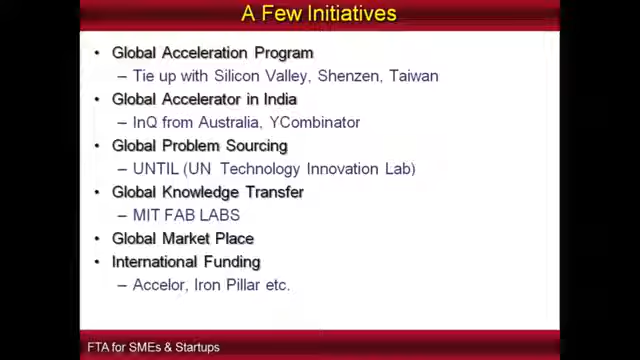 A Few Initiatives
• Global Acceleration Program
– Tie up with Silicon Valley, Shenzen, Taiwan
• Global Accelerator in India
– InQ from Australia, YCombinator
• Global Problem Sourcing
– UNTIL (UN Technology Innovation Lab)
• Global Knowledge Transfer
– MIT FAB LABS
• Global Market Place
• International Funding
– Accelor, Iron Pillar etc.
FTA for SMEs & Startups